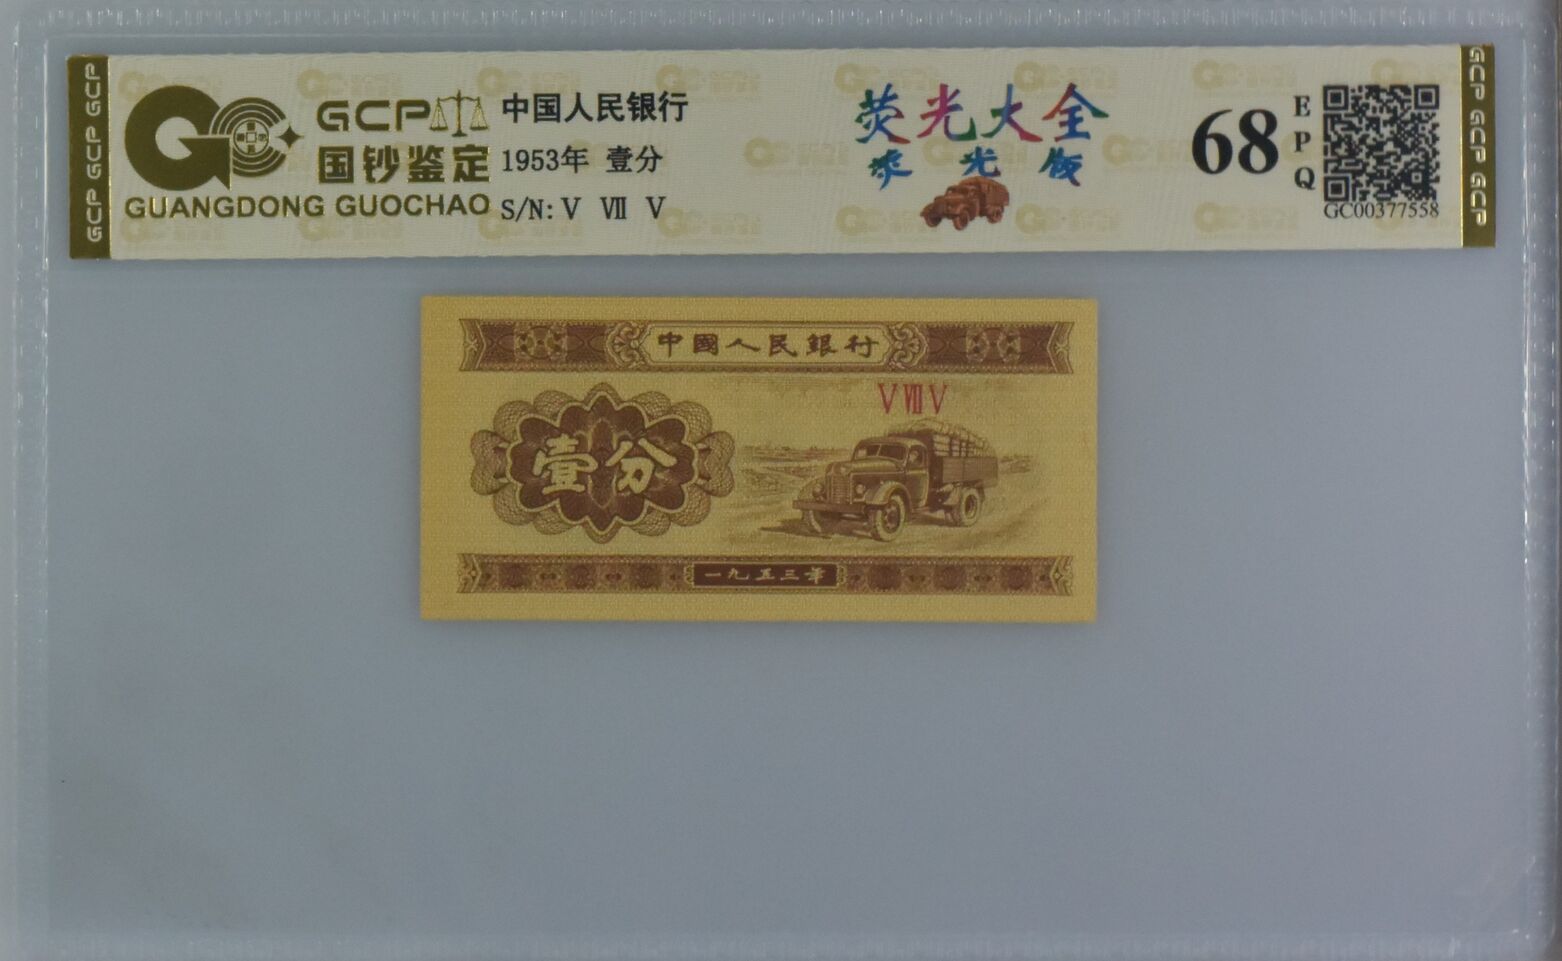 GCP GCP GCP
GCP
国钞鉴定
GUANGDONG GUOCHAO
中国人民银行
1953年 壹分
S/N: V Ⅶ V
荧光大全
光版
68
EPQ
GC00377558
GCP GCP GCP
中國人民銀行
V Ⅶ V
壹分
一九五三年